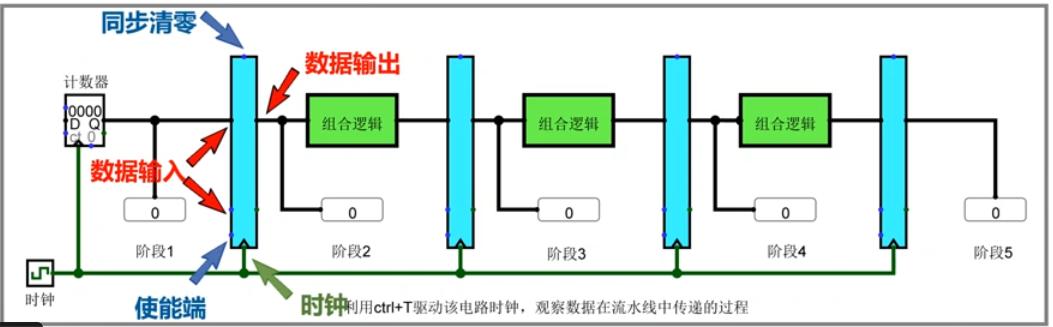 同步清零
数据输出
计数器
0000
D Q
ct 0
组合逻辑
组合逻辑
组合逻辑
数据输入
0
0
0
0
0
阶段1
阶段2
阶段3
阶段4
阶段5
时钟
使能端
时钟
利用ctrl+T驱动该电路时钟，观察数据在流水线中传递的过程